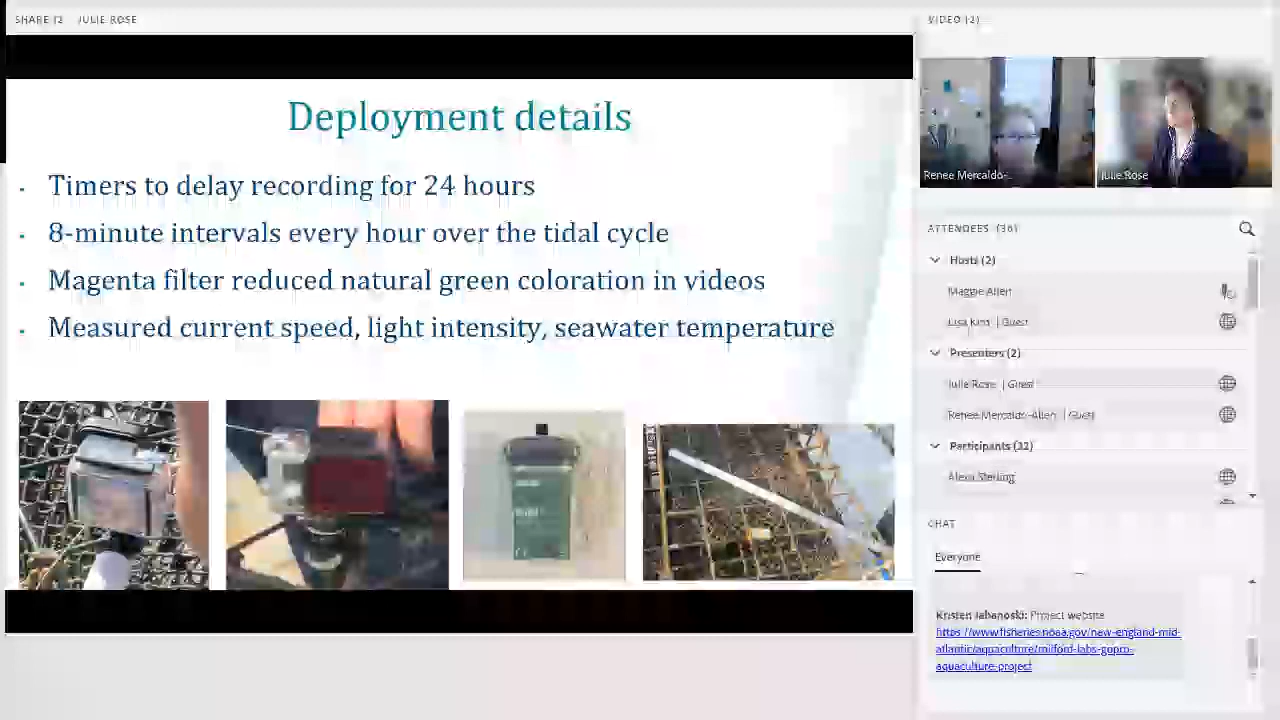 SHARE (2 JULIE ROSE
Deployment details
- Timers to delay recording for 24 hours
- 8-minute intervals every hour over the tidal cycle
- Magenta filter reduced natural green coloration in videos
- Measured current speed, light intensity, seawater temperature
VIDEO (2)
Renee Mercaldo-..
Julie Rose
ATTENDEES (36)
Hosts (2)
Maggie Allen
Lisa Kim | Guest
Presenters (2)
Julie Rose | Guest
Renee Mercaldo-Allen | Guest
Participants (32)
Alexa Sterling
CHAT
Everyone
Kristen Jabanoski: Project website
https://www.fisheries.noaa.gov/new-england-mid-
atlantic/aquaculture/milford-labs-gopro-
aquaculture-project